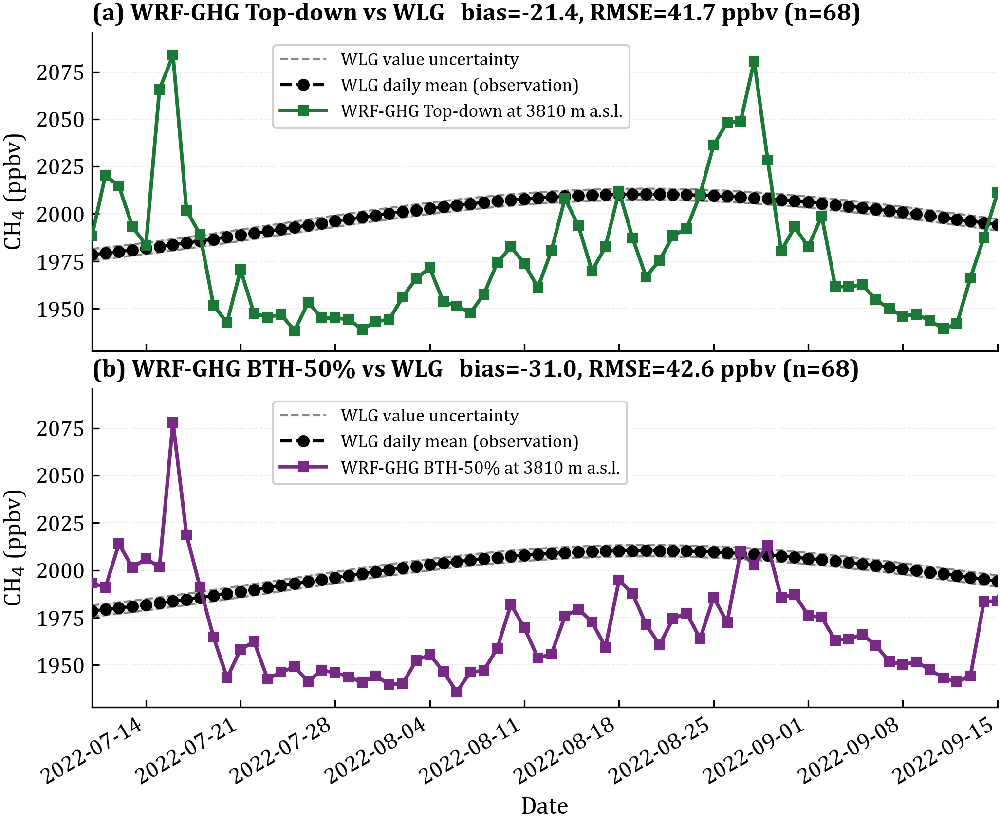 (a) WRF-GHG Top-down vs WLG   bias=-21.4, RMSE=41.7 ppbv (n=68)
WLG value uncertainty
WLG daily mean (observation)
WRF-GHG Top-down at 3810 m a.s.l.
CH₄ (ppbv)
2075
2050
2025
2000
1975
1950
(b) WRF-GHG BTH-50% vs WLG   bias=-31.0, RMSE=42.6 ppbv (n=68)
WLG value uncertainty
WLG daily mean (observation)
WRF-GHG BTH-50% at 3810 m a.s.l.
CH₄ (ppbv)
2075
2050
2025
2000
1975
1950
2022-07-14
2022-07-21
2022-07-28
2022-08-04
2022-08-11
2022-08-18
2022-08-25
2022-09-01
2022-09-08
2022-09-15
Date